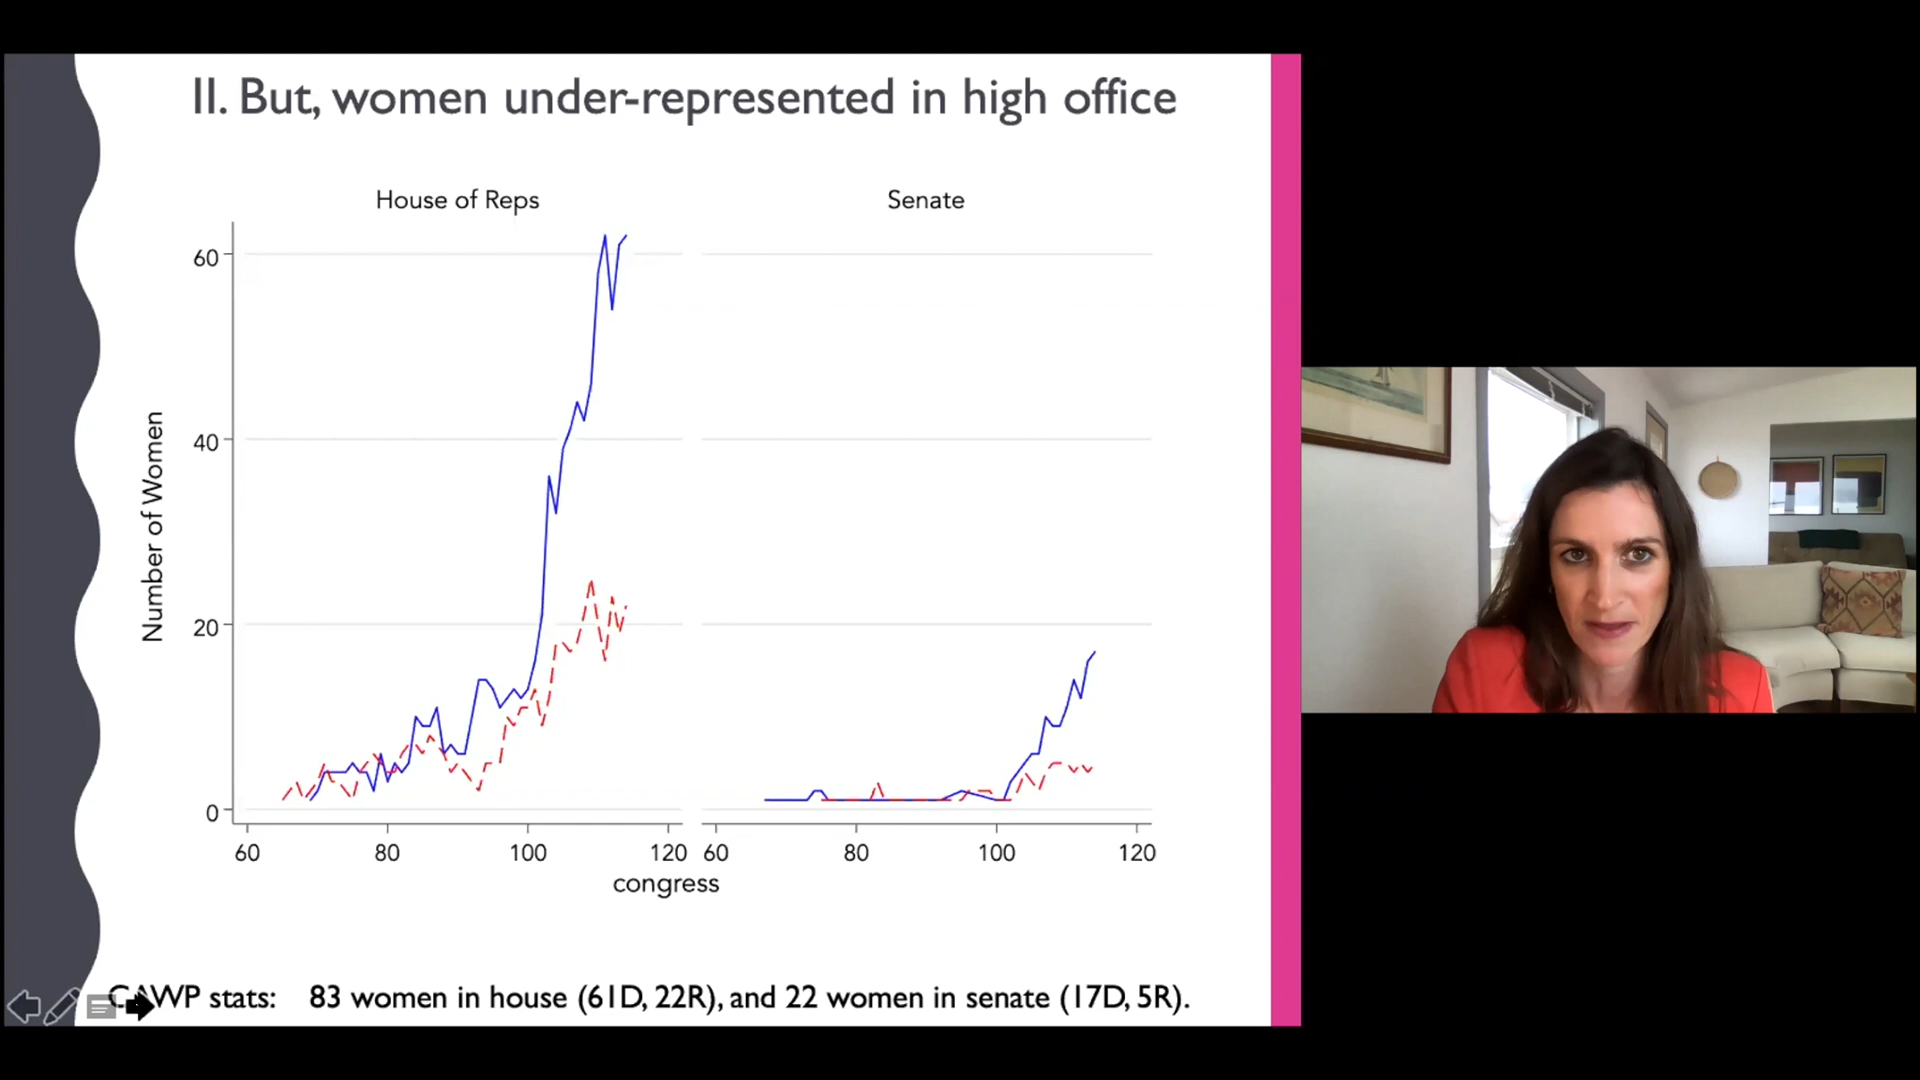 II. But, women under-represented in high office
House of Reps
Senate
Number of Women
60
40
20
0
60 80 100 120
60 80 100 120
congress
CAWP stats: 83 women in house (61D, 22R), and 22 women in senate (17D, 5R).